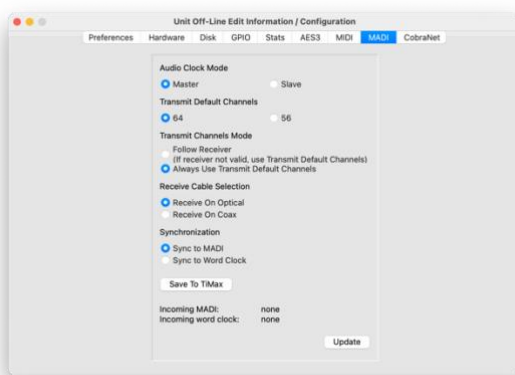 Unit Off-Line Edit Information / Configuration
Preferences Hardware Disk GPIO Stats AES3 MIDI MADI CobraNet
Audio Clock Mode
Master Slave
Transmit Default Channels
64 56
Transmit Channels Mode
Follow Receiver
(If receiver not valid, use Transmit Default Channels)
Always Use Transmit Default Channels
Receive Cable Selection
Receive On Optical
Receive On Coax
Synchronization
Sync to MADI
Sync to Word Clock
Save To TiMax
Incoming MADI: none
Incoming word clock: none
Update